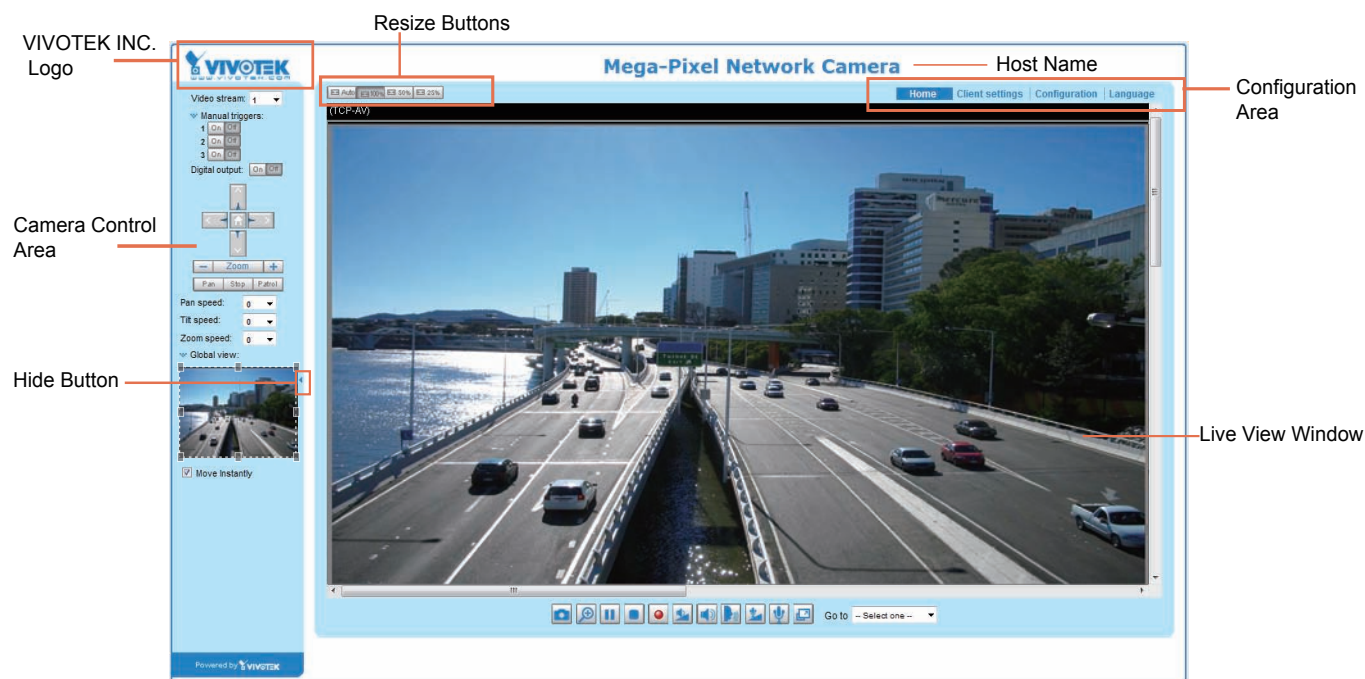 Resize Buttons
VIVOTEK INC.
Logo
VIVOTEK
WWW.VIVOTEK.COM
Mega-Pixel Network Camera
Host Name
Configuration
Area
Auto 100% 50% 25%
Home Client settings Configuration Language
(TCP-AV)
Video stream: 1
Manual triggers:
1 On Off
2 On Off
3 On Off
Digital output: On Off
Camera Control
Area
Zoom
Pan Stop Patrol
Pan speed: 0
Tilt speed: 0
Zoom speed: 0
Global view:
Hide Button
Live View Window
Move Instantly
Go to -- Select one --
Powered by VIVOTEK